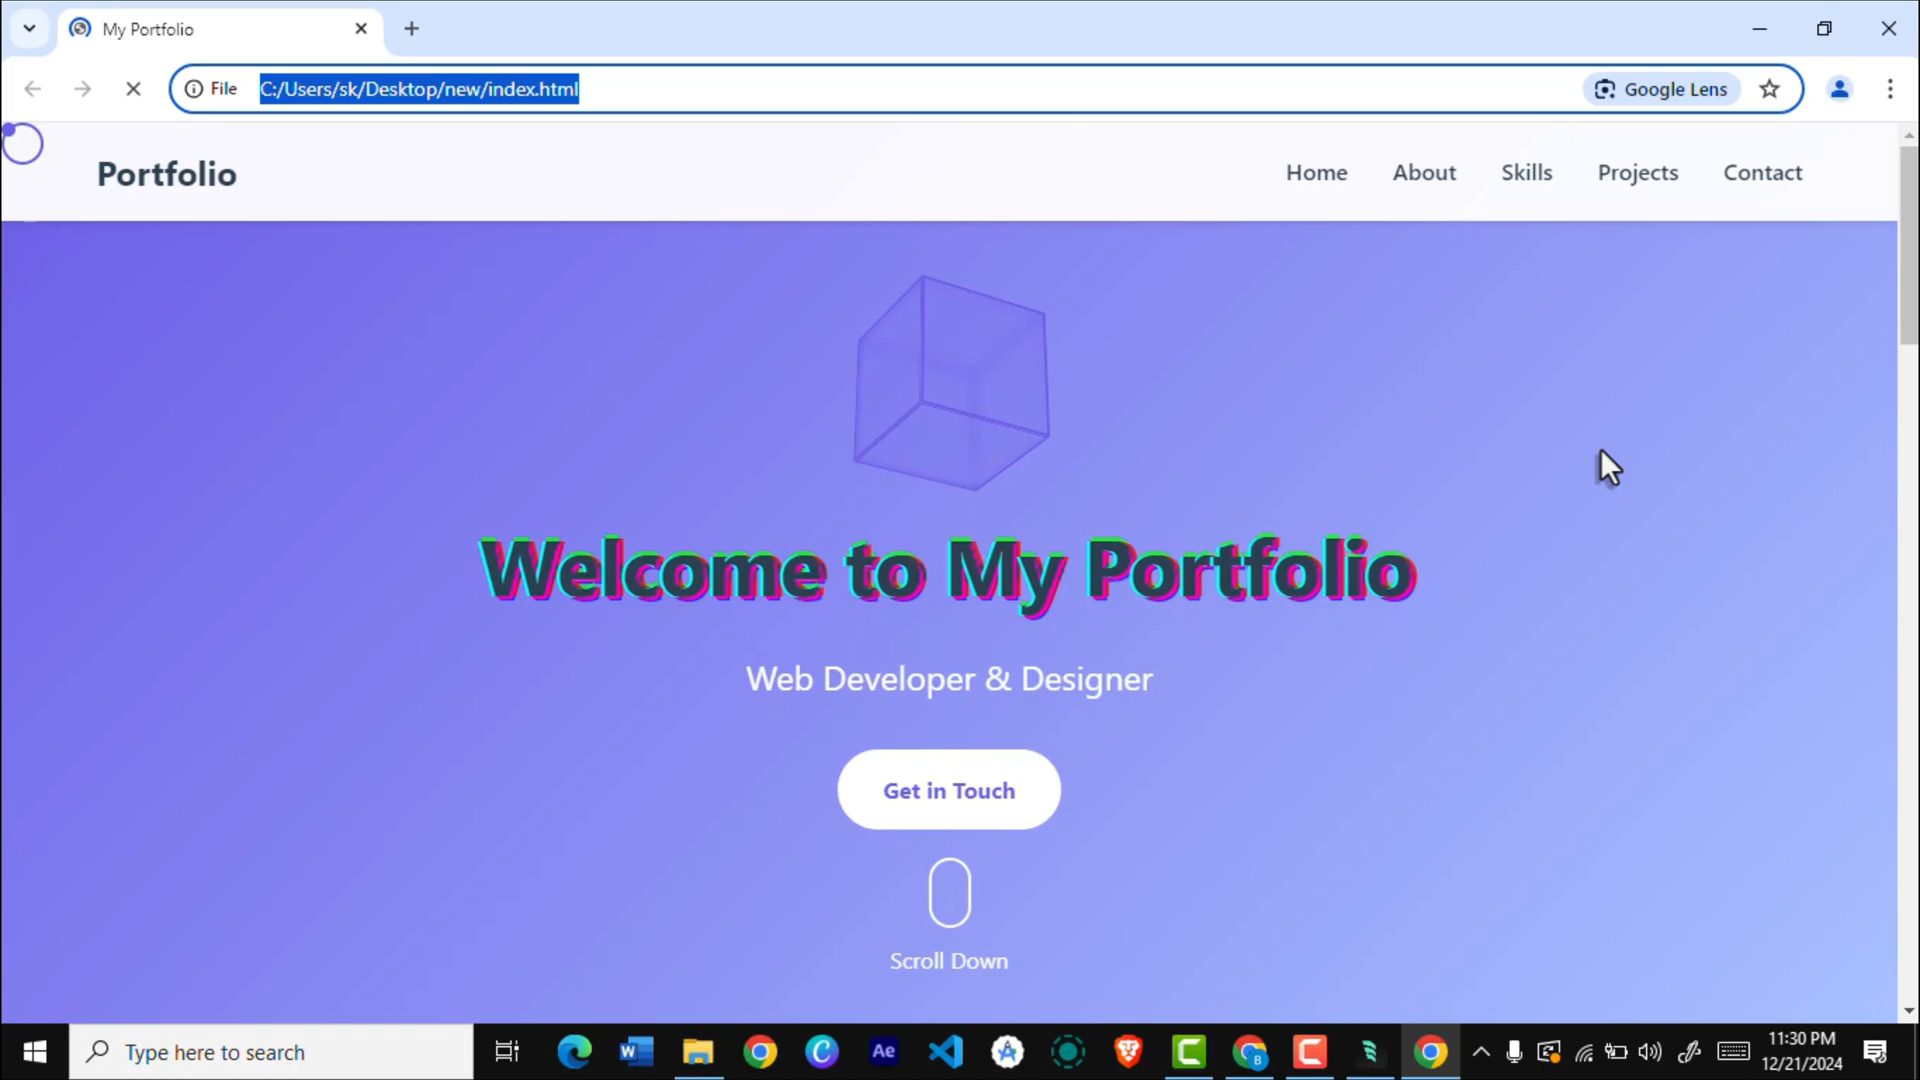 My Portfolio
File C:/Users/sk/Desktop/new/index.html Google Lens
Portfolio Home About Skills Projects Contact
Welcome to My Portfolio
Web Developer & Designer
Get in Touch
Scroll Down
Type here to search W Ae B 11:30 PM
12/21/2024